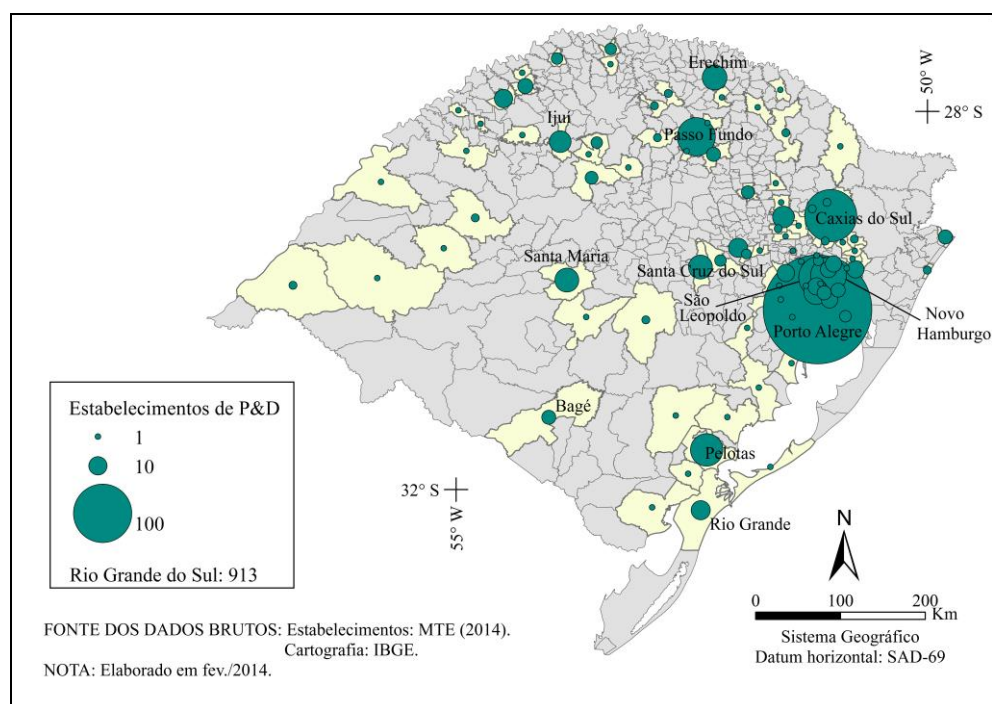 Erechim
50° W
28° S
Ijuí
Passo Fundo
Caxias do Sul
Santa Maria
Santa Cruz do Sul
São
Leopoldo
Novo
Hamburgo
Porto Alegre
Estabelecimentos de P&D
1
10
100
Rio Grande do Sul: 913
Bagé
Pelotas
32° S
55° W
Rio Grande
N
0 100 200
Km
Sistema Geográfico
Datum horizontal: SAD-69
FONTE DOS DADOS BRUTOS: Estabelecimentos: MTE (2014).
Cartografia: IBGE.
NOTA: Elaborado em fev./2014.